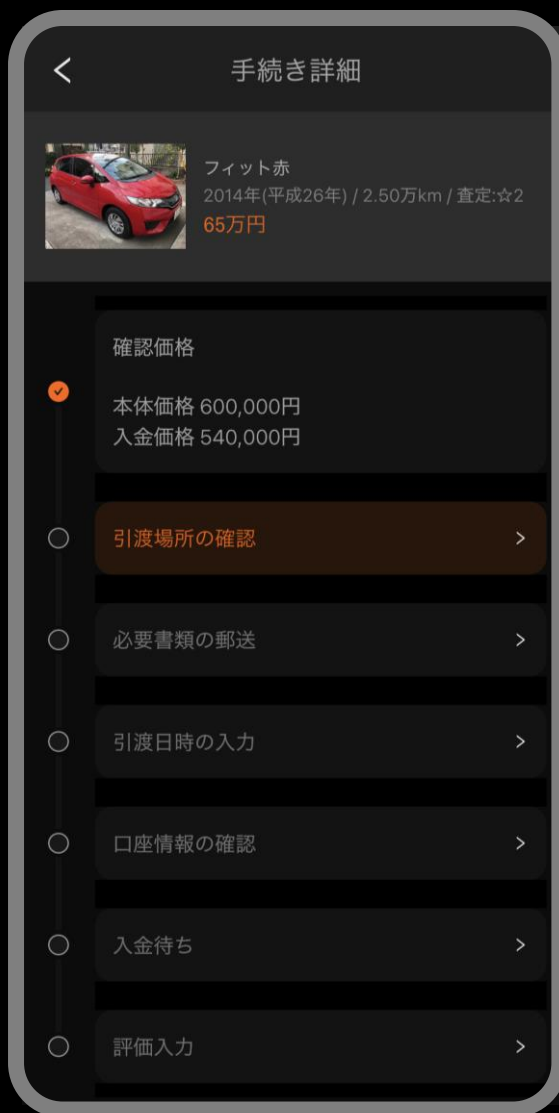 手続き詳細
フィット赤
2014年(平成26年) / 2.50万km / 査定:☆2
65万円
確認価格
本体価格 600,000円
入金価格 540,000円
引渡場所の確認
必要書類の郵送
引渡日時の入力
口座情報の確認
入金待ち
評価入力